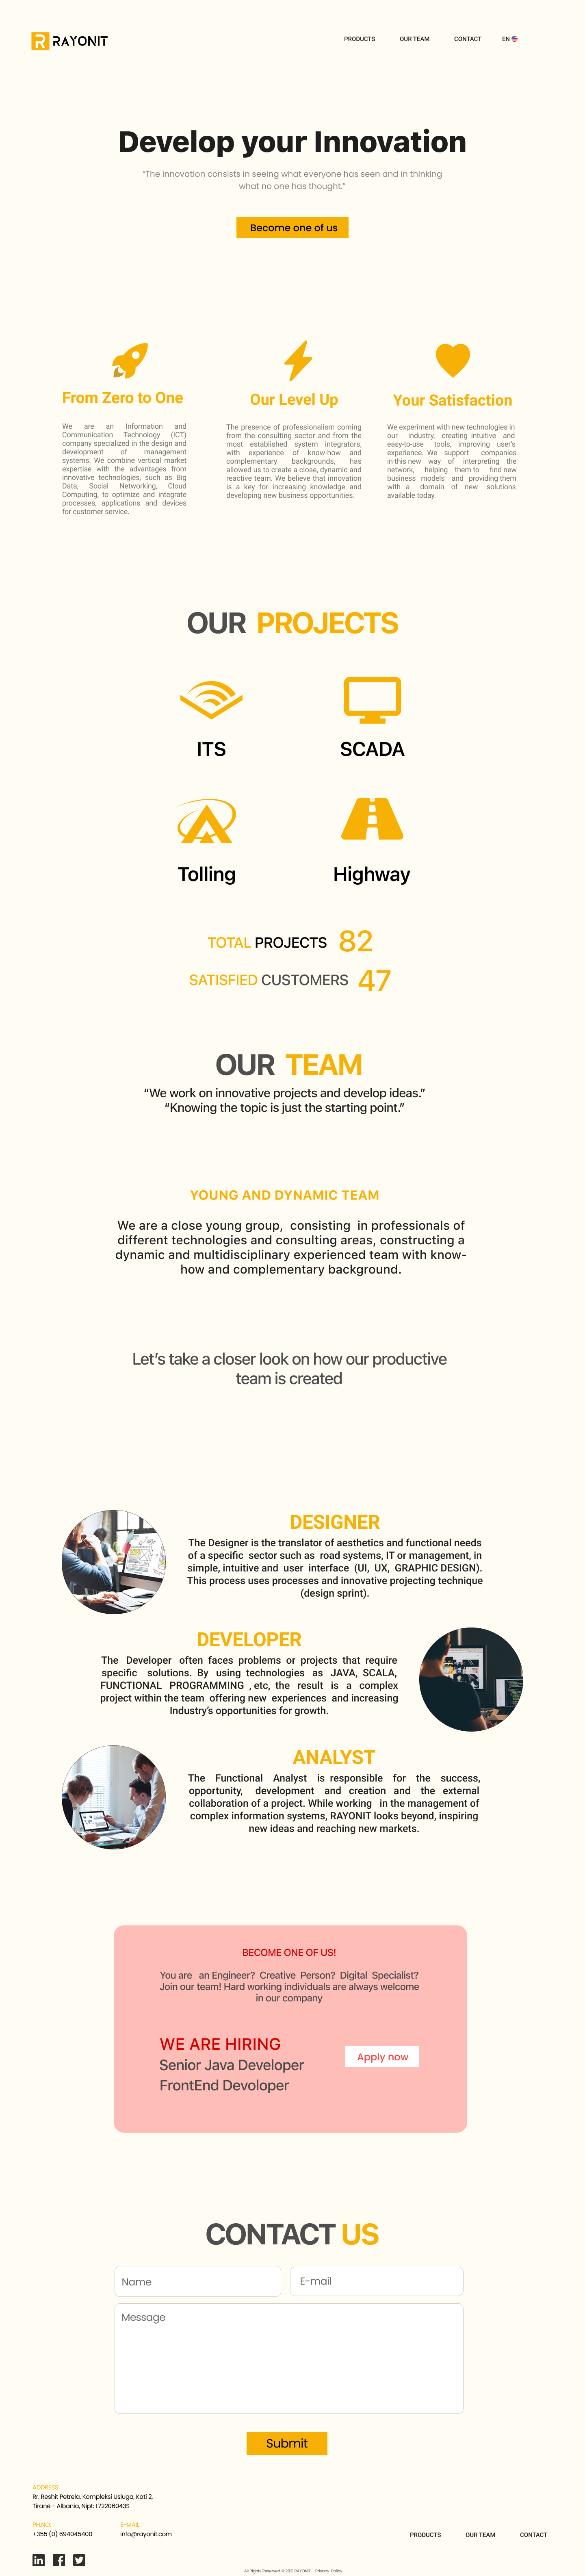 RAYONIT
PRODUCTS
OUR TEAM
CONTACT
EN
Develop your Innovation
“The innovation consists in seeing what everyone has seen and in thinking
what no one has thought.”
Become one of us
From Zero to One
We are an Information and
Communication Technology (ICT)
company specialized in the design and
development of management
systems. We combine vertical market
expertise with the advantages from
innovative technologies, such as Big
Data, Social Networking, Cloud
Computing, to optimize and integrate
processes, applications and devices
for customer service.
Our Level Up
The presence of professionalism coming
from the consulting sector and from the
most established system integrators,
with experience of know-how and
complementary backgrounds, has
allowed us to create a close, dynamic and
reactive team. We believe that innovation
is a key for increasing knowledge and
developing new business opportunities.
Your Satisfaction
We experiment with new technologies in
our Industry, creating intuitive and
easy-to-use tools, improving user's
experience. We support companies
in this new way of interpreting the
network, helping them to find new
business models and providing them
with a domain of new solutions
available today.
OUR PROJECTS
ITS
SCADA
Tolling
Highway
TOTAL PROJECTS 82
SATISFIED CUSTOMERS 47
OUR TEAM
“We work on innovative projects and develop ideas.”
“Knowing the topic is just the starting point.”
YOUNG AND DYNAMIC TEAM
We are a close young group, consisting in professionals of
different technologies and consulting areas, constructing a
dynamic and multidisciplinary experienced team with know-
how and complementary background.
Let’s take a closer look on how our productive
team is created
DESIGNER
The Designer is the translator of aesthetics and functional needs
of a specific sector such as road systems, IT or management, in
simple, intuitive and user interface (UI, UX, GRAPHIC DESIGN).
This process uses processes and innovative projecting technique
(design sprint).
DEVELOPER
The Developer often faces problems or projects that require
specific solutions. By using technologies as JAVA, SCALA,
FUNCTIONAL PROGRAMMING , etc, the result is a complex
project within the team offering new experiences and increasing
Industry’s opportunities for growth.
ANALYST
The Functional Analyst is responsible for the success,
opportunity, development and creation and the external
collaboration of a project. While working in the management of
complex information systems, RAYONIT looks beyond, inspiring
new ideas and reaching new markets.
BECOME ONE OF US!
You are an Engineer? Creative Person? Digital Specialist?
Join our team! Hard working individuals are always welcome
in our company
WE ARE HIRING
Senior Java Developer
FrontEnd Devoloper
Apply now
CONTACT US
Name
E-mail
Message
Submit
ADDRESS:
Rr. Reshit Petrela, Kompleksi Usluga, Kati 2,
Tiranë - Albania, Nipt: L72206043S
PH.NO:
+355 (0) 694045400
E-MAIL:
info@rayonit.com
PRODUCTS
OUR TEAM
CONTACT
All Rights Reserved © 2021 RAYONIT Privacy Policy